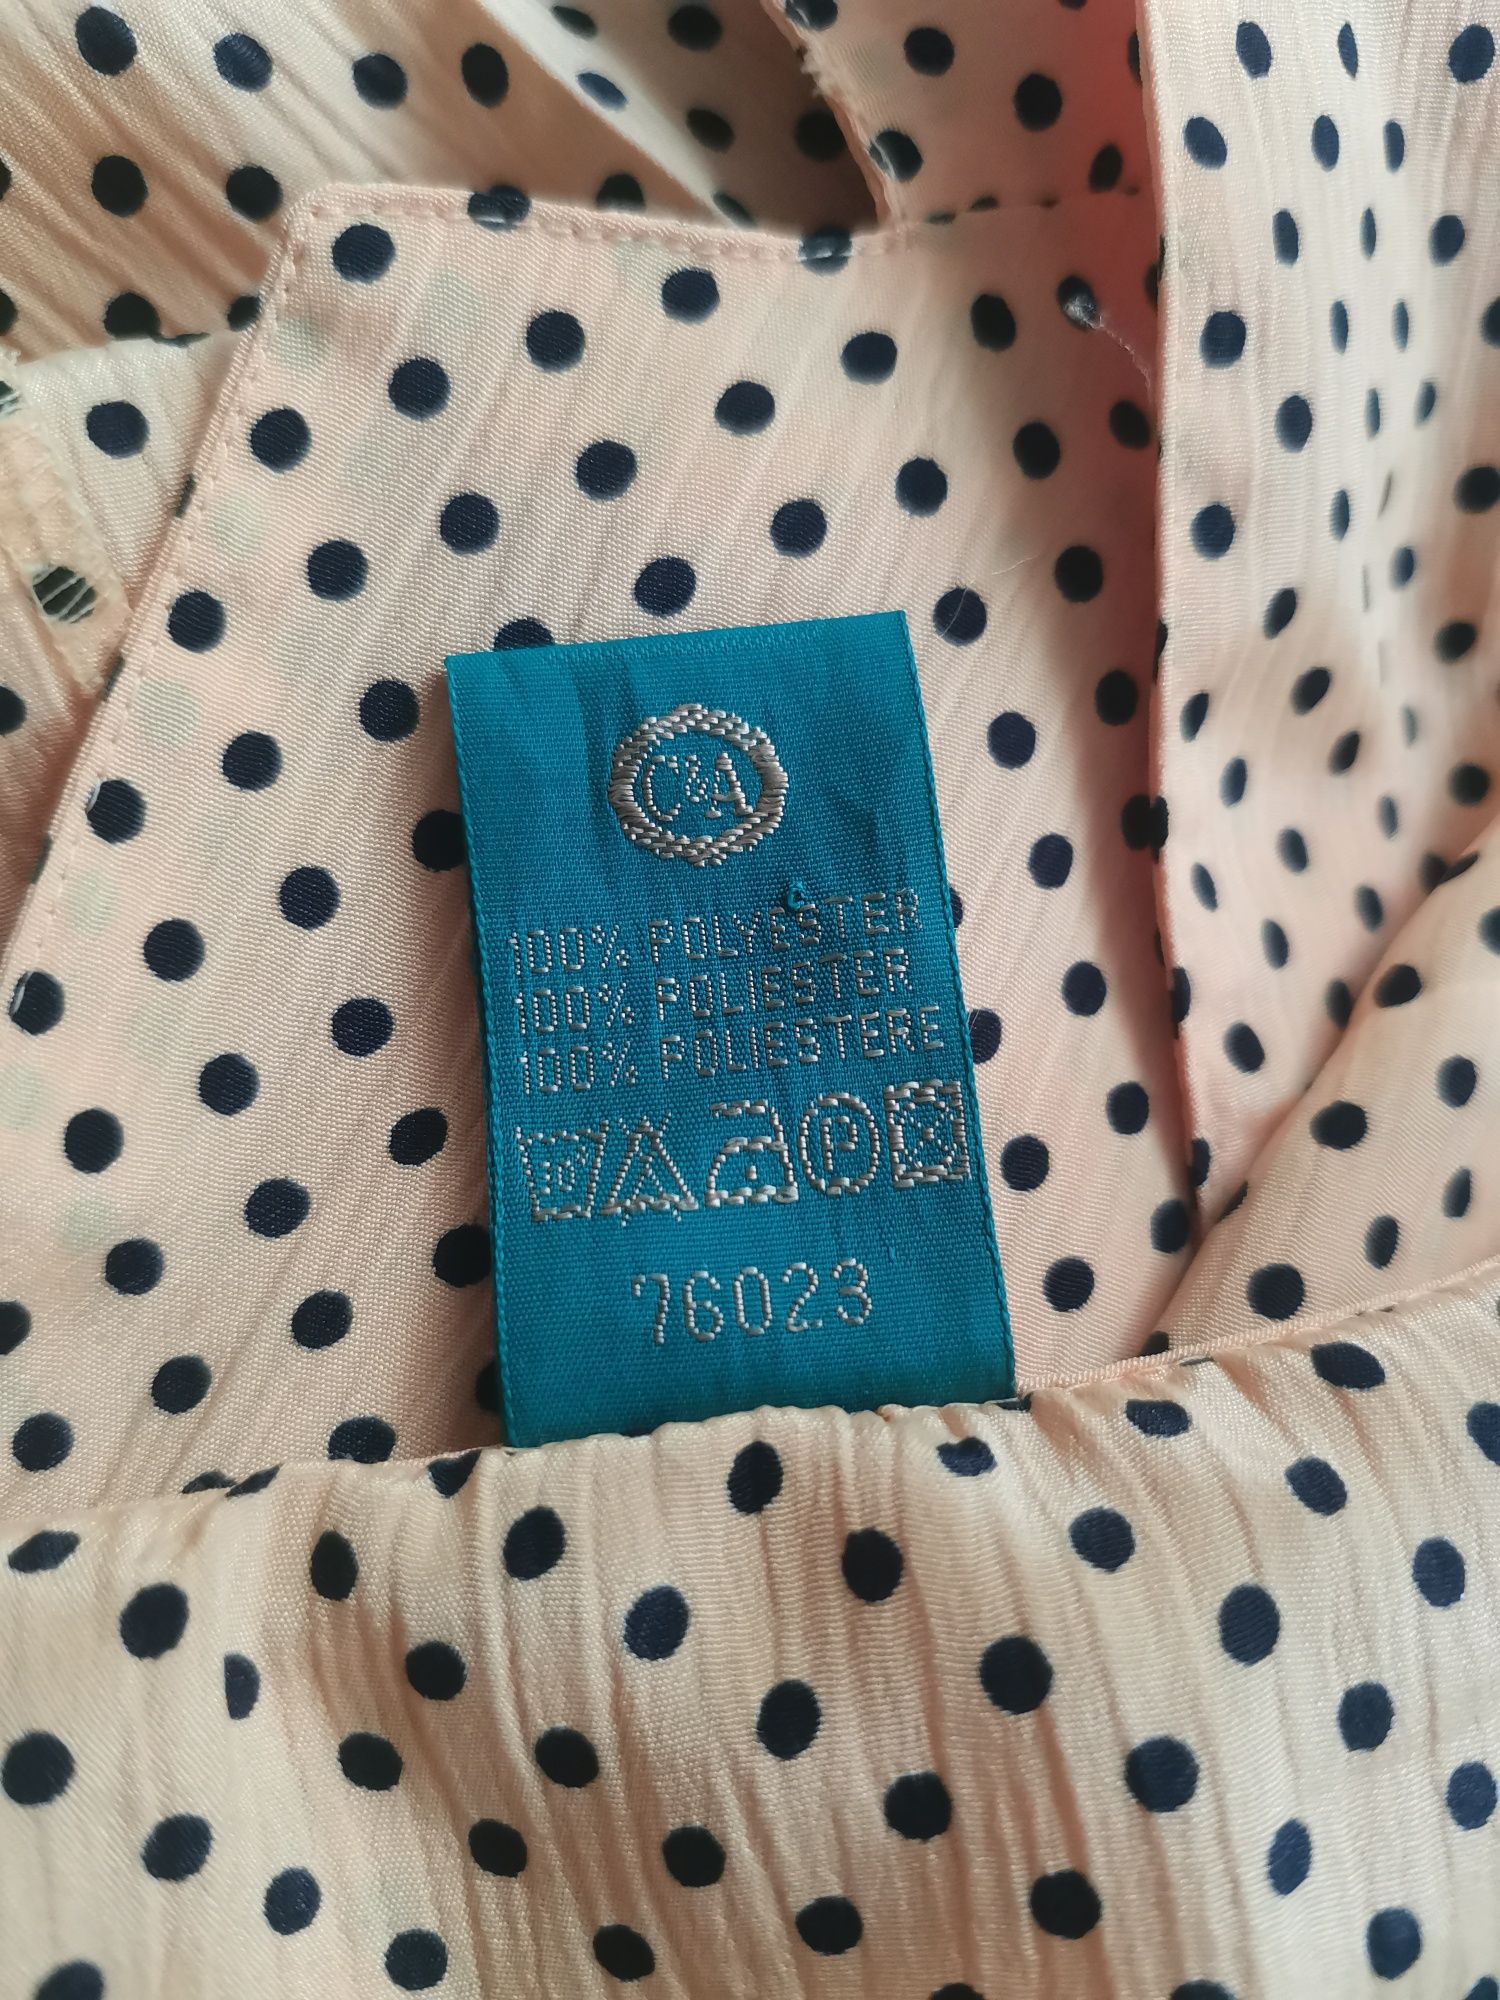 C&A
100% POLYESTER
100% POLIESTER
100% POLIESTERE
30° P
76023